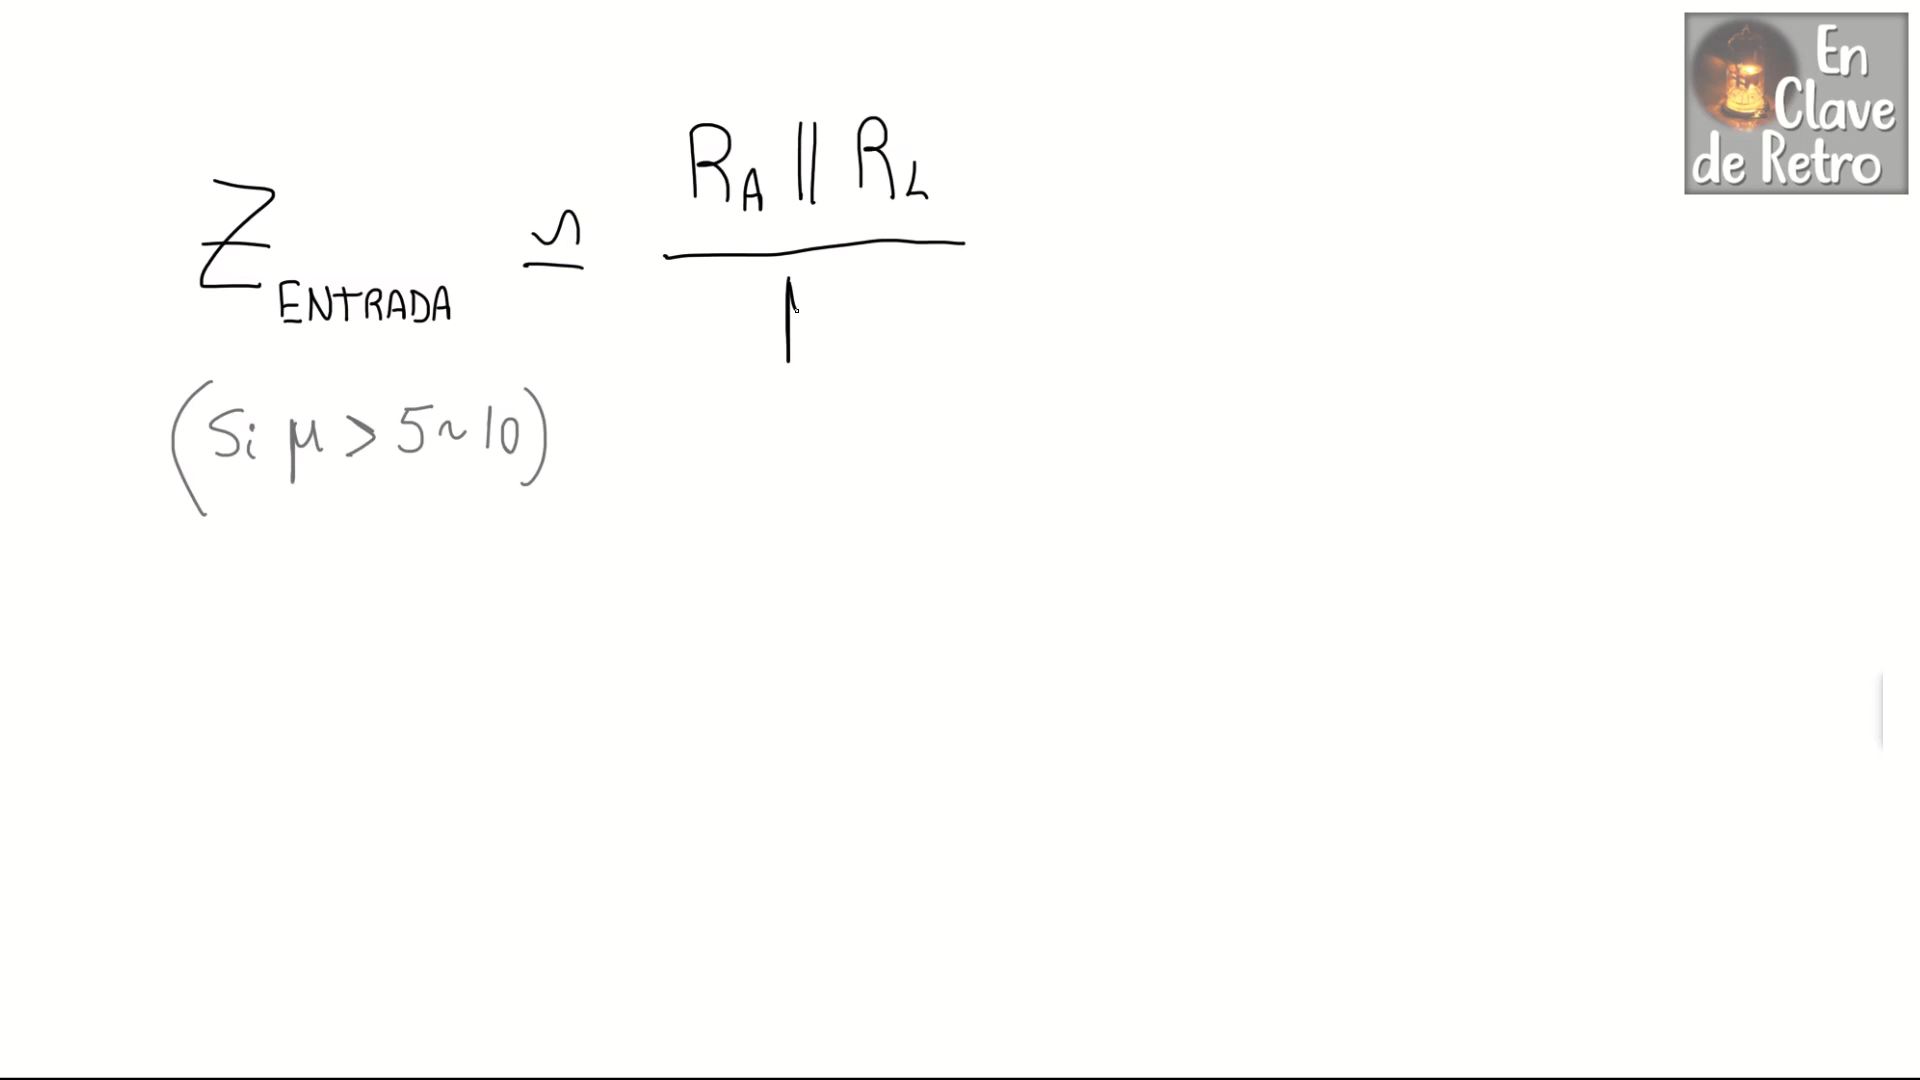 En
Clave
de Retro
Z_ENTRADA ≃ R_A || R_L
(Si μ > 5~10)